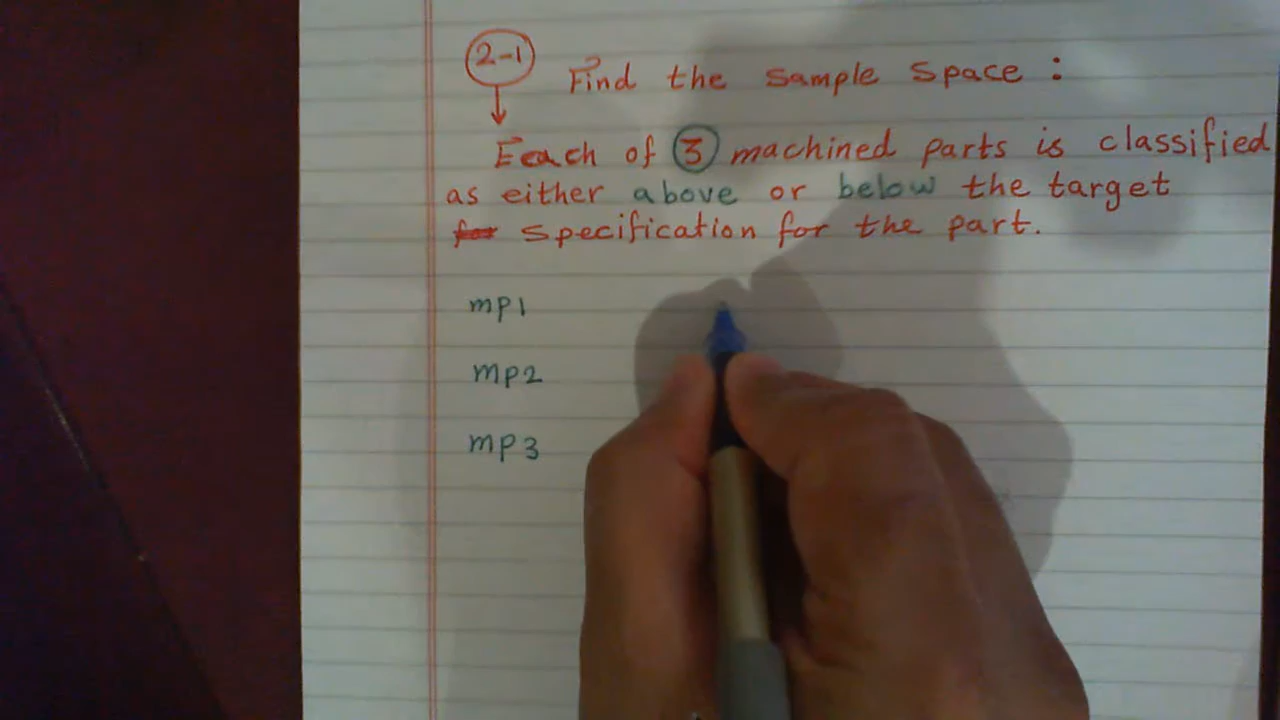 2-1 Find the sample space :
Each of 3 machined parts is classified
as either above or below the target
for specification for the part.
mp1
mp2
mp3